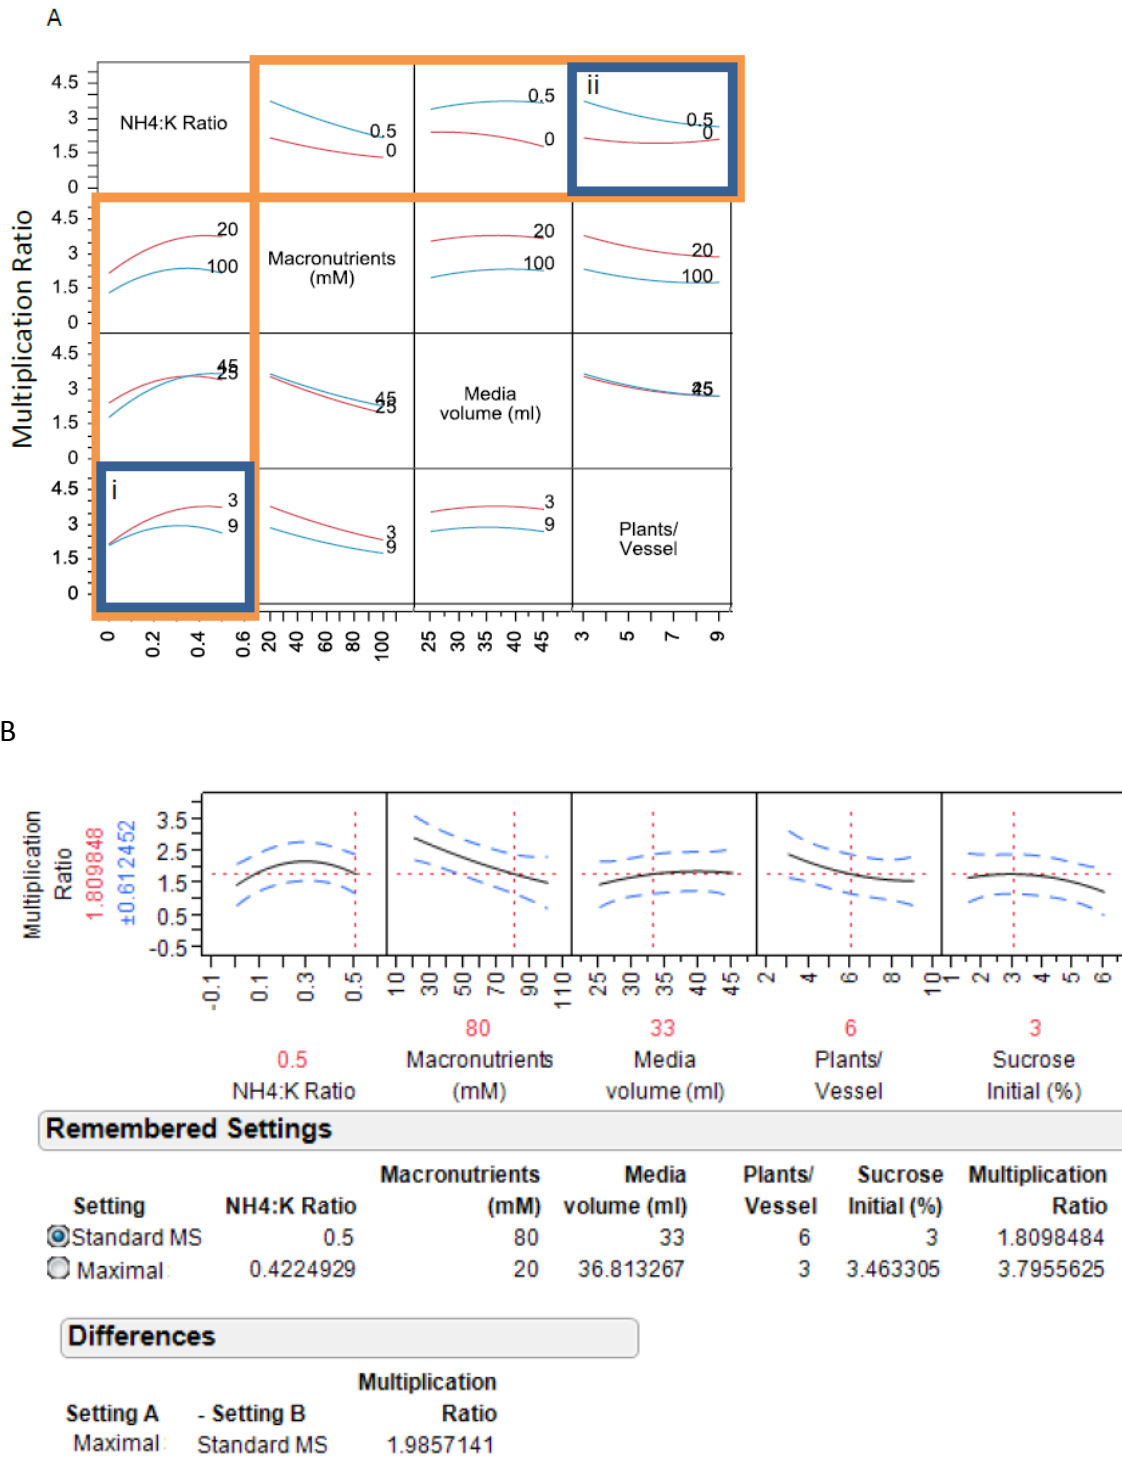 A
4.5
3
1.5
0
NH4:K Ratio
0.5
0
0.5
0
ii
0.5
0
4.5
3
1.5
0
20
100
Macronutrients
(mM)
20
100
20
100
Multiplication Ratio
4.5
3
1.5
0
45
25
45
25
Media
volume (ml)
45
4.5
3
1.5
0
i
3
9
3
9
3
9
Plants/
Vessel
0 0.2 0.4 0.6 20 40 60 80 100 25 30 35 40 45 3 5 7 9
B
Multiplication
Ratio
1.809848
±0.612452
3.5
2.5
1.5
0.5
-0.5
-0.1 0.1 0.3 0.5 10 30 50 70 90 110 25 30 35 40 45 2 4 6 8 10 1 2 3 4 5 6
80 33 6 3
0.5 Macronutrients Media Plants/ Sucrose
NH4:K Ratio (mM) volume (ml) Vessel Initial (%)
Remembered Settings
Macronutrients Media Plants/ Sucrose Multiplication
Setting NH4:K Ratio (mM) volume (ml) Vessel Initial (%) Ratio
Standard MS 0.5 80 33 6 3 1.8098484
Maximal 0.4224929 20 36.813267 3 3.463305 3.7955625
Differences
Multiplication
Setting A - Setting B Ratio
Maximal Standard MS 1.9857141